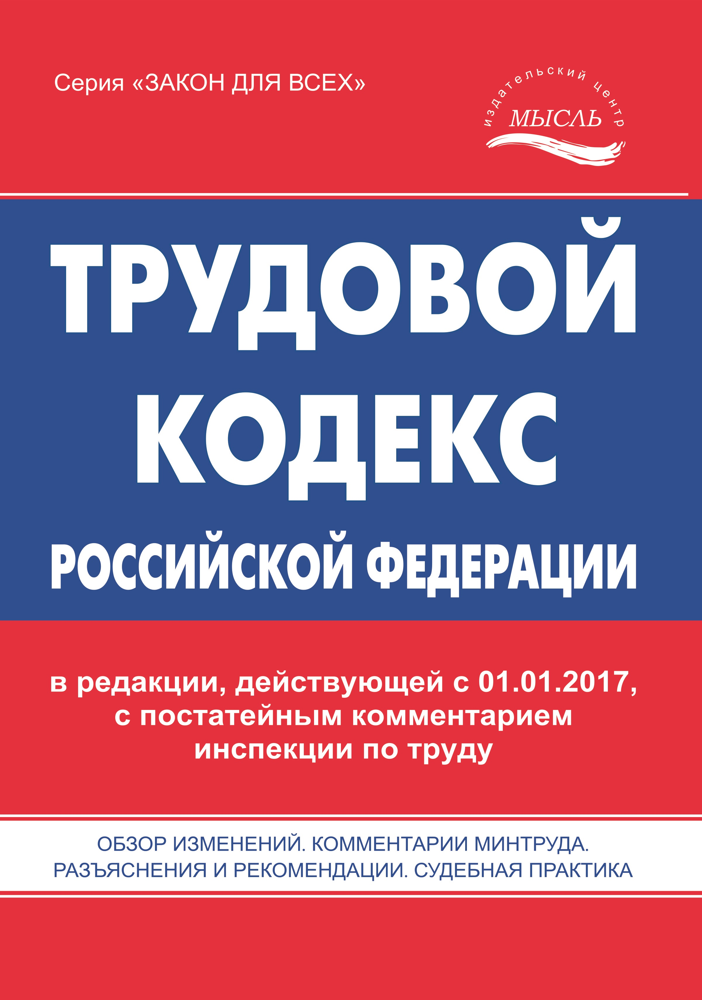 Серия «ЗАКОН ДЛЯ ВСЕХ»
издательский центр
МЫСЛЬ
ТРУДОВОЙ
КОДЕКС
РОССИЙСКОЙ ФЕДЕРАЦИИ
в редакции, действующей с 01.01.2017,
с постатейным комментарием
инспекции по труду
ОБЗОР ИЗМЕНЕНИЙ. КОММЕНТАРИИ МИНТРУДА.
РАЗЪЯСНЕНИЯ И РЕКОМЕНДАЦИИ. СУДЕБНАЯ ПРАКТИКА